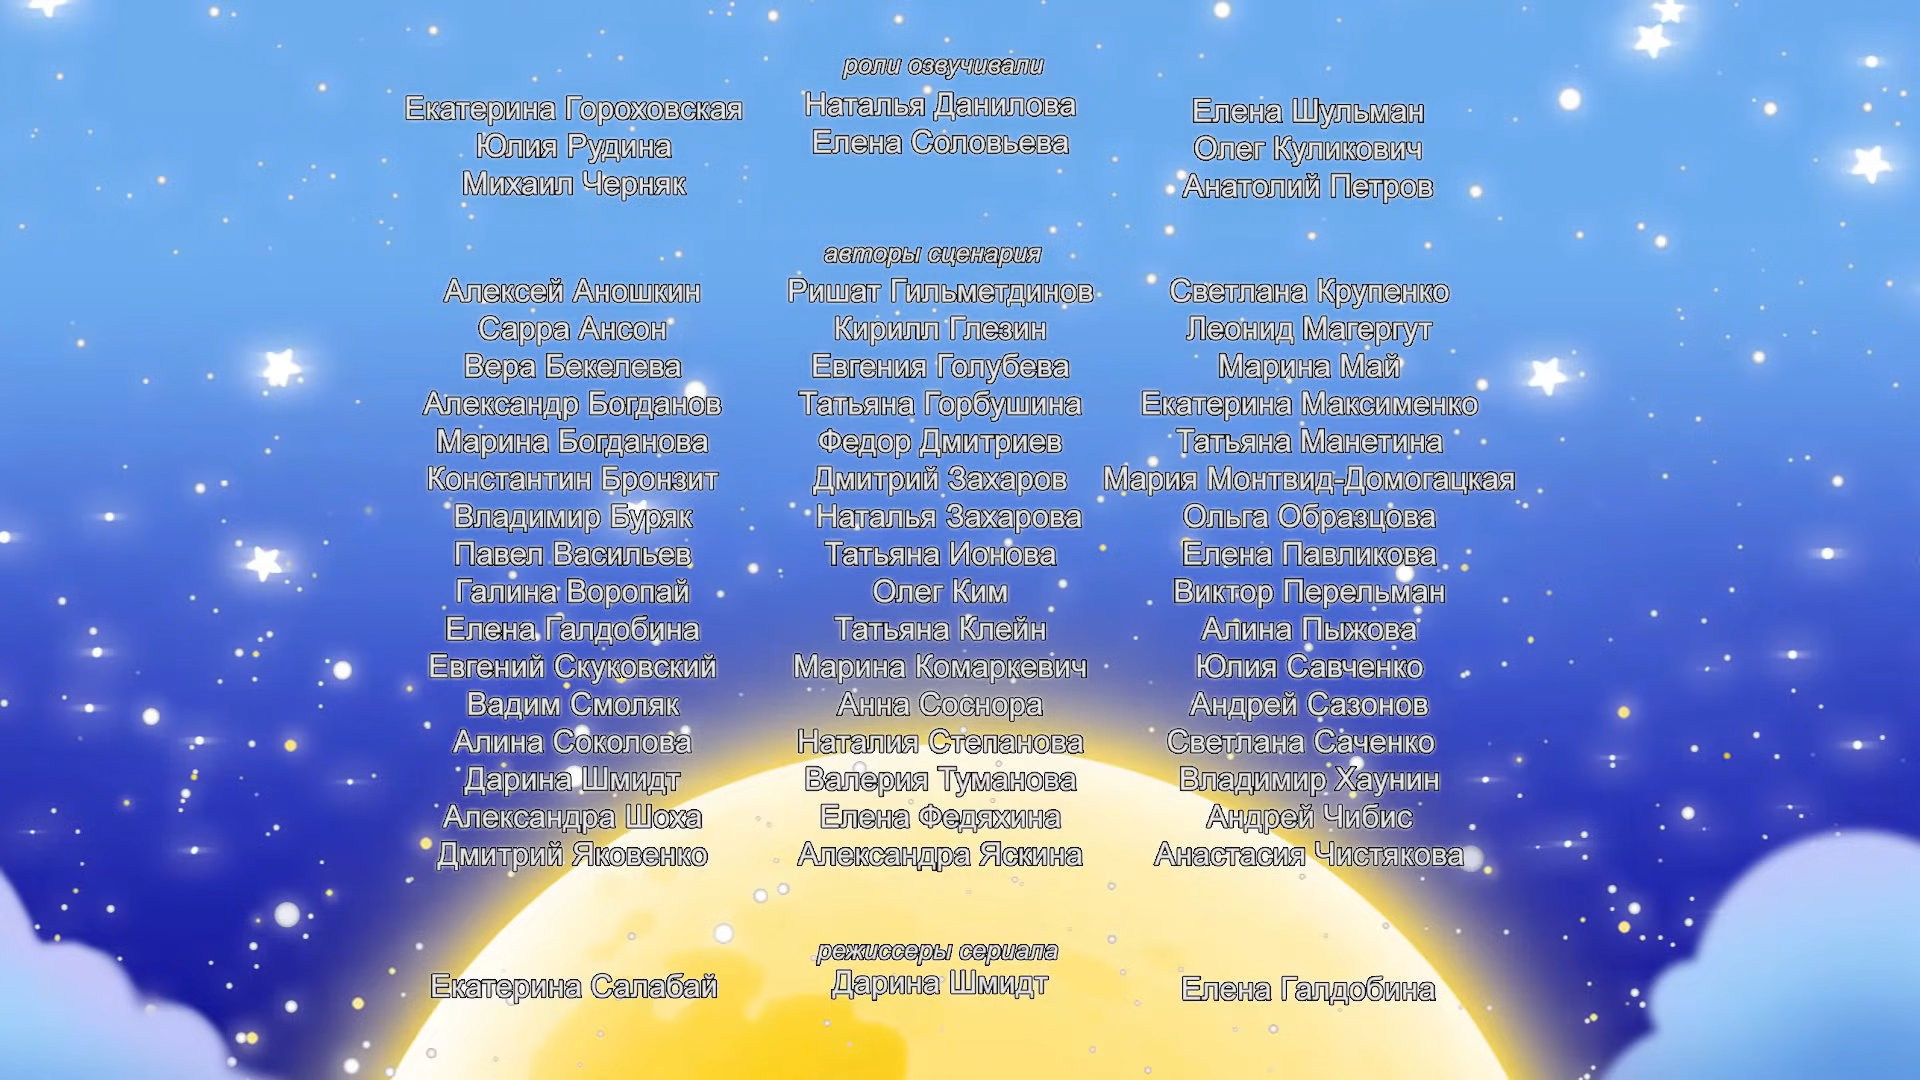 роли озвучивали
Екатерина Гороховская
Наталья Данилова
Елена Шульман
Юлия Рудина
Елена Соловьева
Олег Куликович
Михаил Черняк
Анатолий Петров
авторы сценария
Алексей Аношкин
Ришат Гильметдинов
Светлана Крупенко
Сарра Ансон
Кирилл Глезин
Леонид Магергут
Вера Бекелева
Евгения Голубева
Марина Май
Александр Богданов
Татьяна Горбушина
Екатерина Максименко
Марина Богданова
Федор Дмитриев
Татьяна Манетина
Константин Бронзит
Дмитрий Захаров
Мария Монтвид-Домогацкая
Владимир Буряк
Наталья Захарова
Ольга Образцова
Павел Васильев
Татьяна Ионова
Елена Павликова
Галина Воропай
Олег Ким
Виктор Перельман
Елена Галдобина
Татьяна Клейн
Алина Пыжова
Евгений Скуковский
Марина Комаркевич
Юлия Савченко
Вадим Смоляк
Анна Соснора
Андрей Сазонов
Алина Соколова
Наталия Степанова
Светлана Саченко
Дарина Шмидт
Валерия Туманова
Владимир Хаунин
Александра Шоха
Елена Федяхина
Андрей Чибис
Дмитрий Яковенко
Александра Яскина
Анастасия Чистякова
режиссеры сериала
Екатерина Салабай
Дарина Шмидт
Елена Галдобина